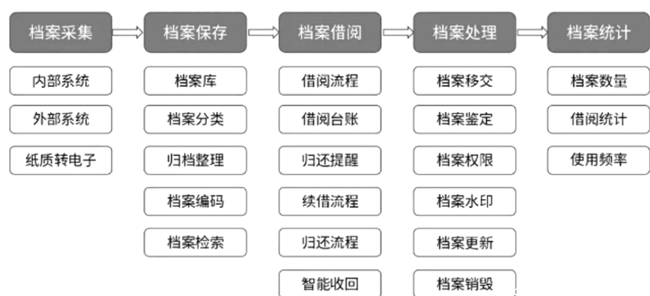 档案采集
档案保存
档案借阅
档案处理
档案统计
内部系统
档案库
借阅流程
档案移交
档案数量
外部系统
档案分类
借阅台账
档案鉴定
借阅统计
纸质转电子
归档整理
归还提醒
档案权限
使用频率
档案编码
续借流程
档案水印
档案检索
归还流程
档案更新
智能收回
档案销毁